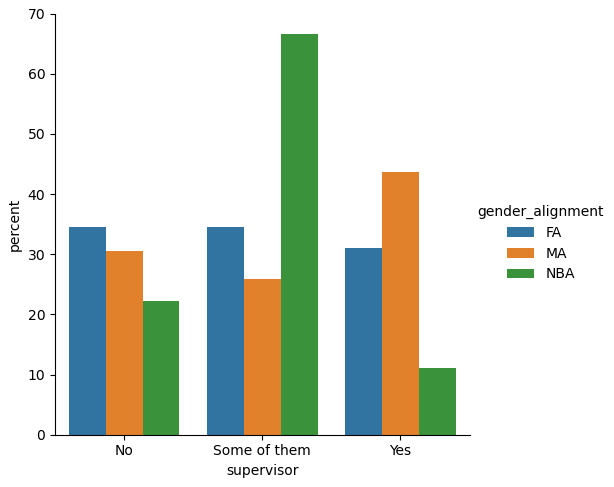 70
60
50
40
30
20
10
0
percent
No
Some of them
Yes
supervisor
gender_alignment
FA
MA
NBA